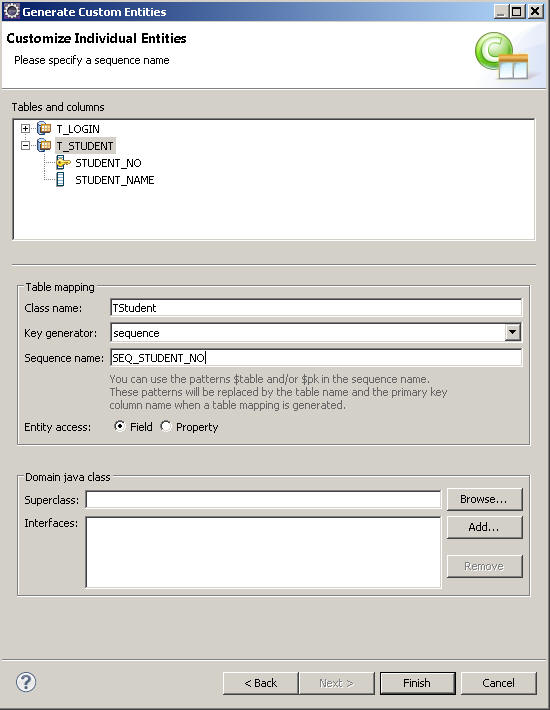 Generate Custom Entities
Customize Individual Entities
Please specify a sequence name
Tables and columns
T_LOGIN
T_STUDENT
STUDENT_NO
STUDENT_NAME
Table mapping
Class name: TStudent
Key generator: sequence
Sequence name: SEQ_STUDENT_NO
You can use the patterns $table and/or $pk in the sequence name.
These patterns will be replaced by the table name and the primary key
column name when a table mapping is generated.
Entity access: Field Property
Domain java class
Superclass: Browse...
Interfaces: Add...
Remove
? < Back Next > Finish Cancel